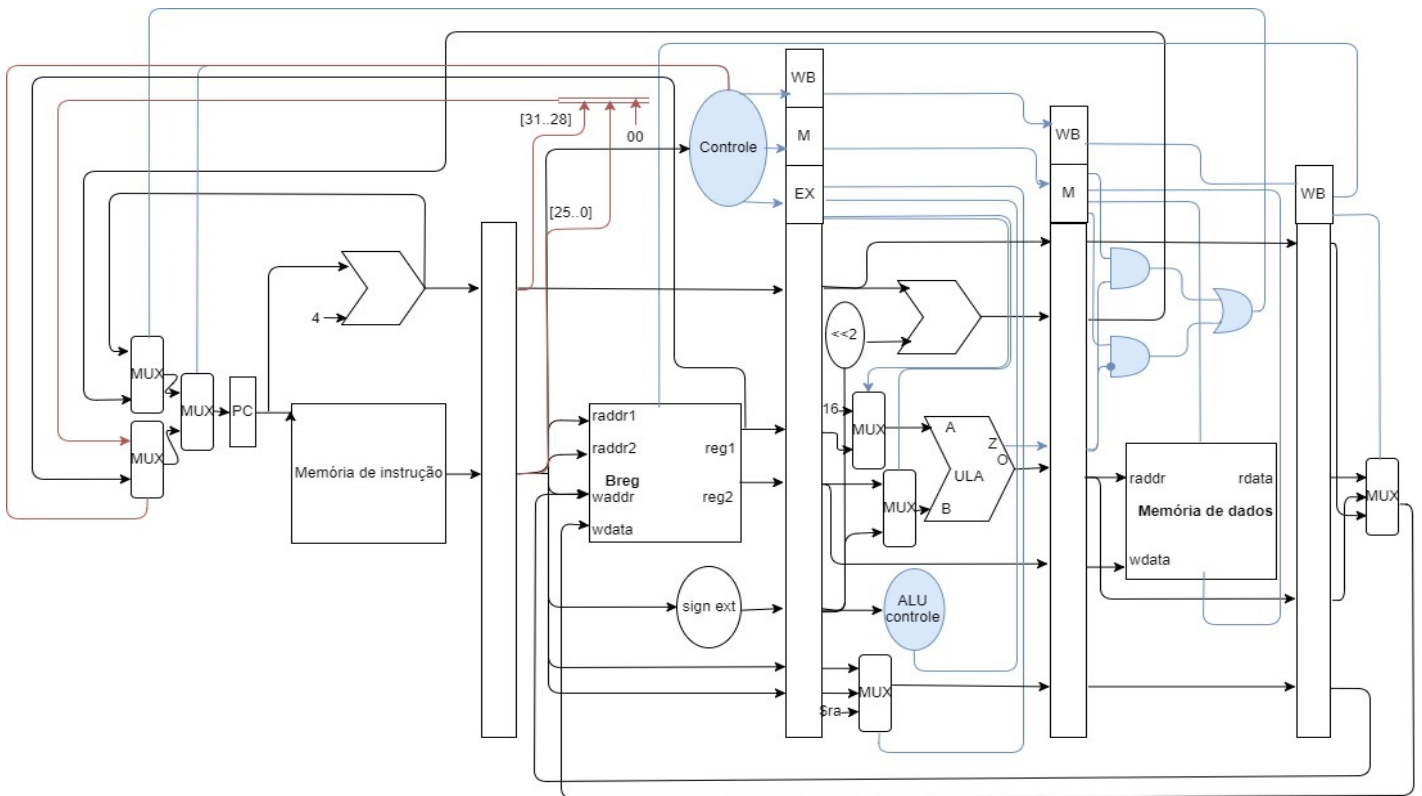 WB
[31..28]
00
Controle
M
WB
EX
M
WB
[25..0]
4
<<2
MUX
MUX
PC
MUX
16
MUX
Memória de instrução
raddr1
raddr2
Breg
waddr
wdata
reg1
reg2
A
Z
O
ULA
B
MUX
raddr
rdata
Memória de dados
wdata
MUX
sign ext
ALU
controle
MUX
$ra